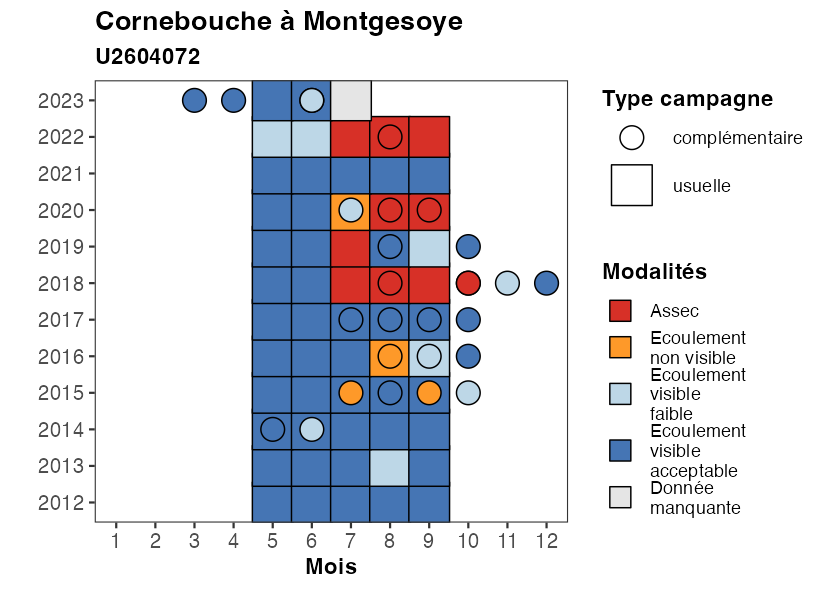 Cornebouche à Montgesoye
U2604072
2023
2022
2021
2020
2019
2018
2017
2016
2015
2014
2013
2012
1 2 3 4 5 6 7 8 9 10 11 12
Mois
Type campagne
complémentaire
usuelle
Modalités
Assec
Ecoulement
non visible
Ecoulement
visible
faible
Ecoulement
visible
acceptable
Donnée
manquante